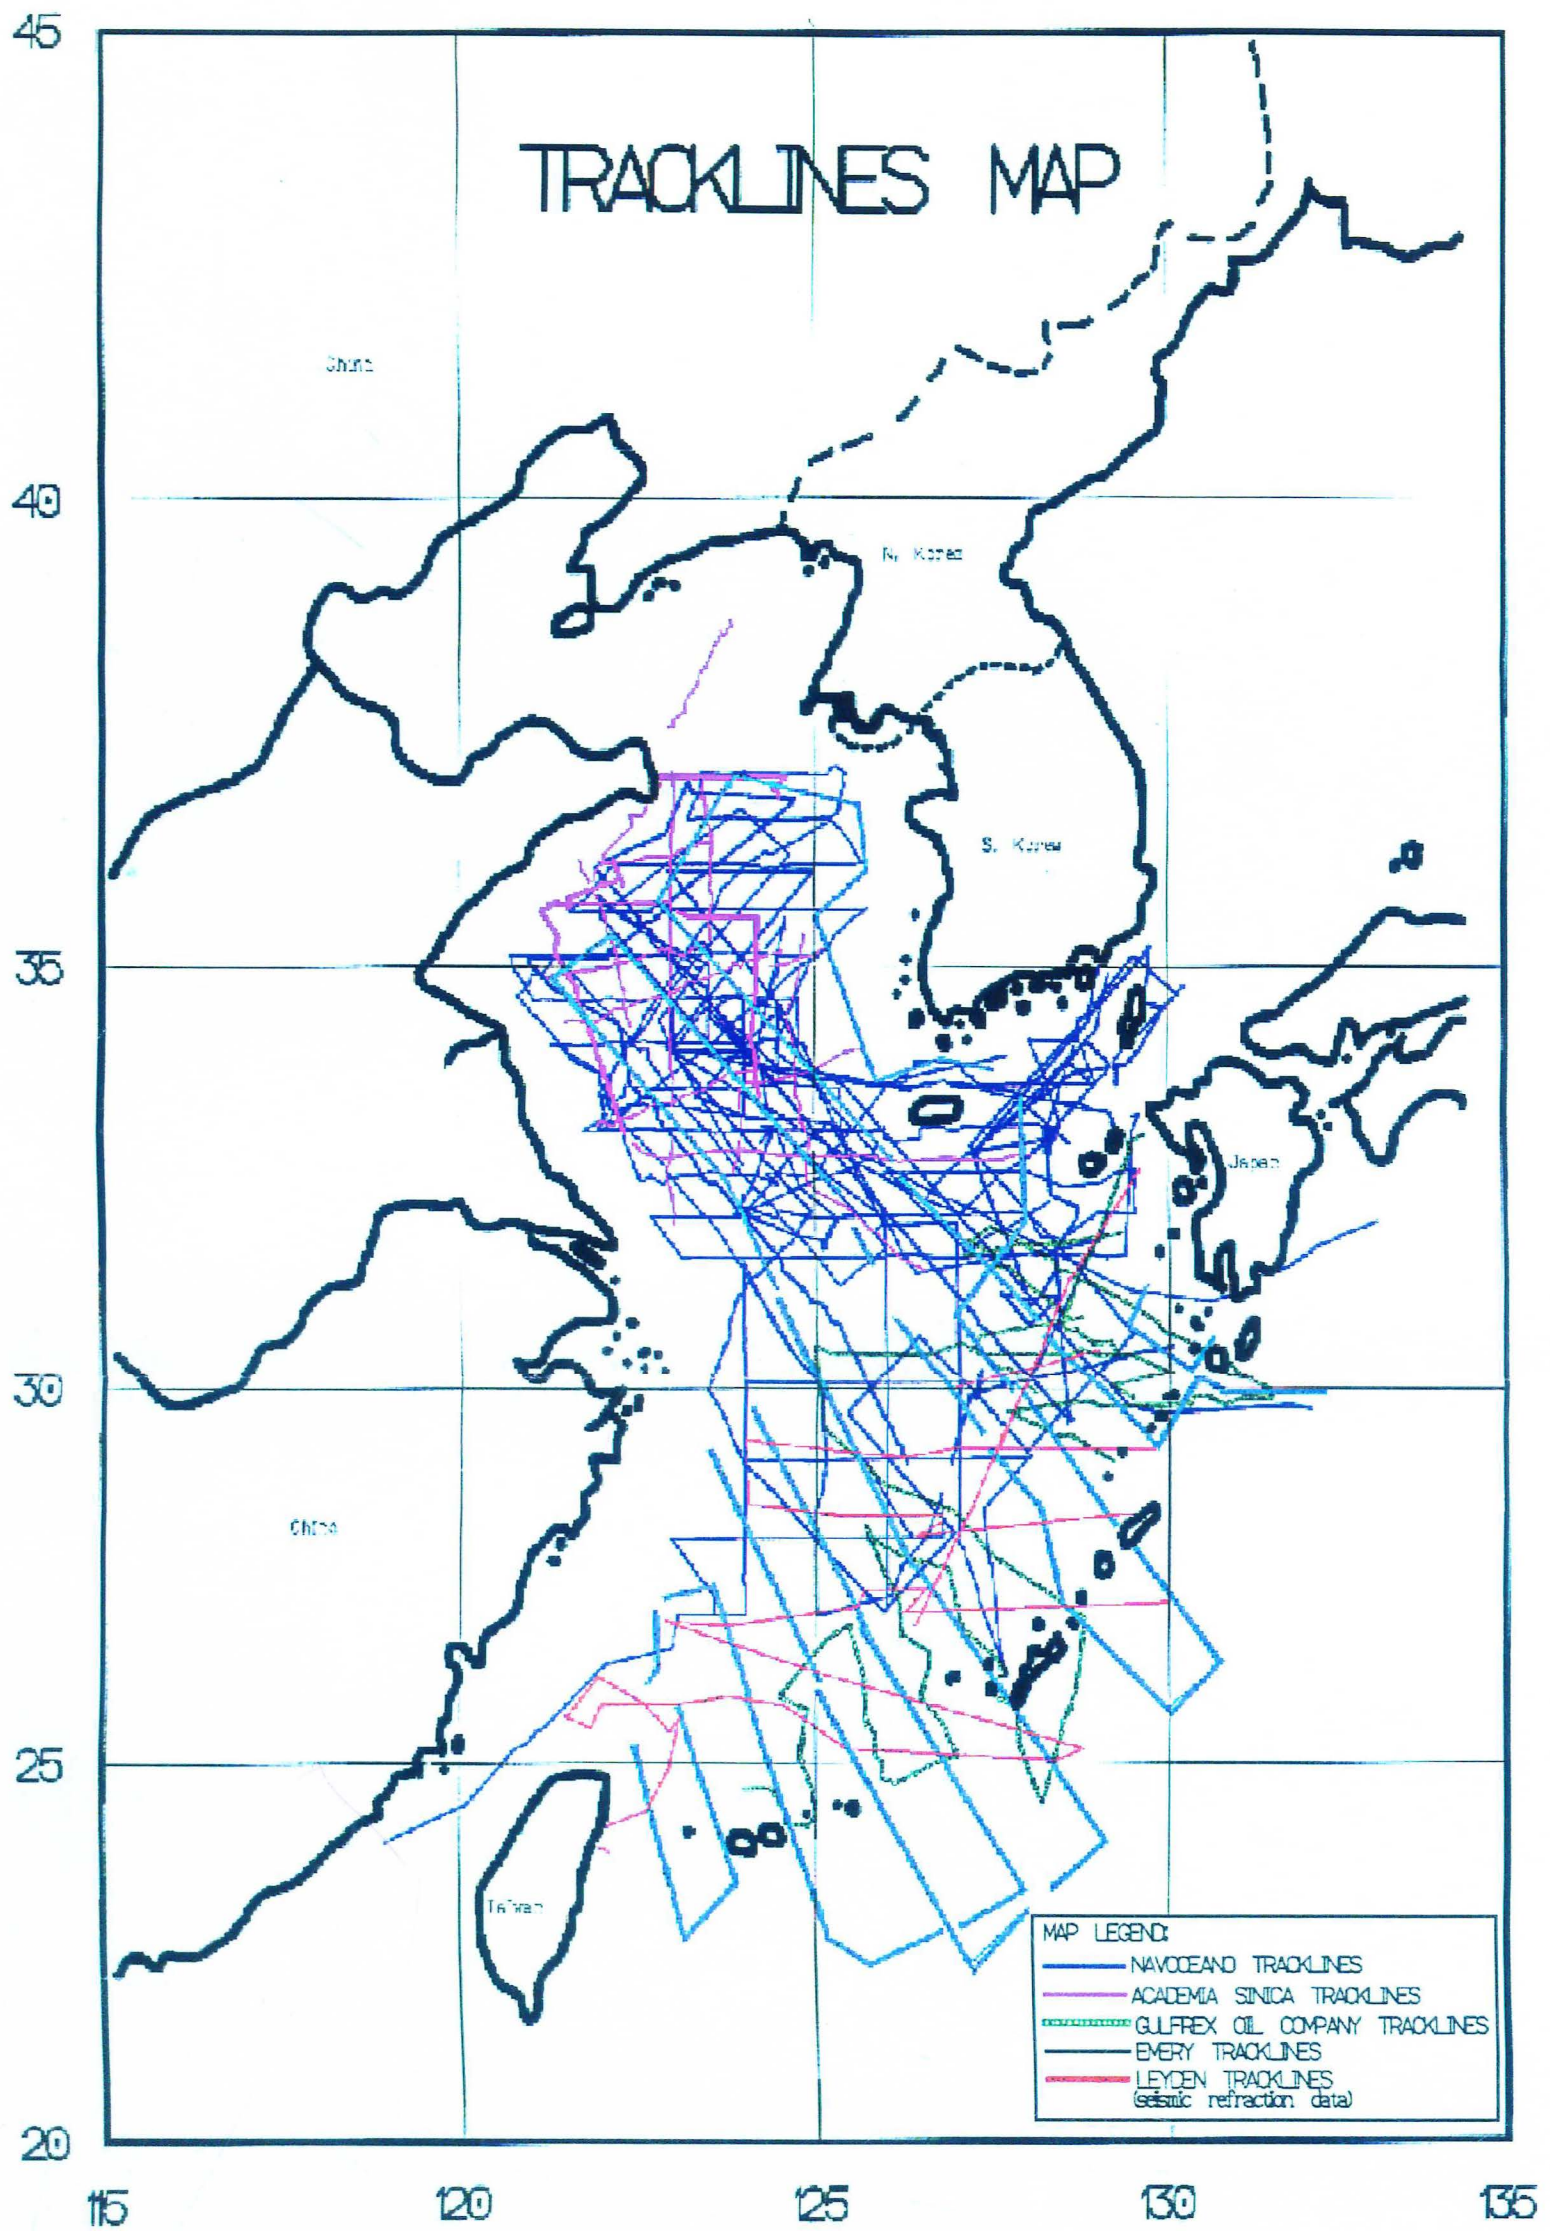 45
TRACKLINES MAP
China
40
N. Korea
S. Korea
35
Japan
30
China
25
Taiwan
MAP LEGEND:
NAVOCEANO TRACKLINES
ACADEMIA SINICA TRACKLINES
GULFREX OIL COMPANY TRACKLINES
EMERY TRACKLINES
LEYDEN TRACKLINES
(seismic refraction data)
20
115 120 125 130 135